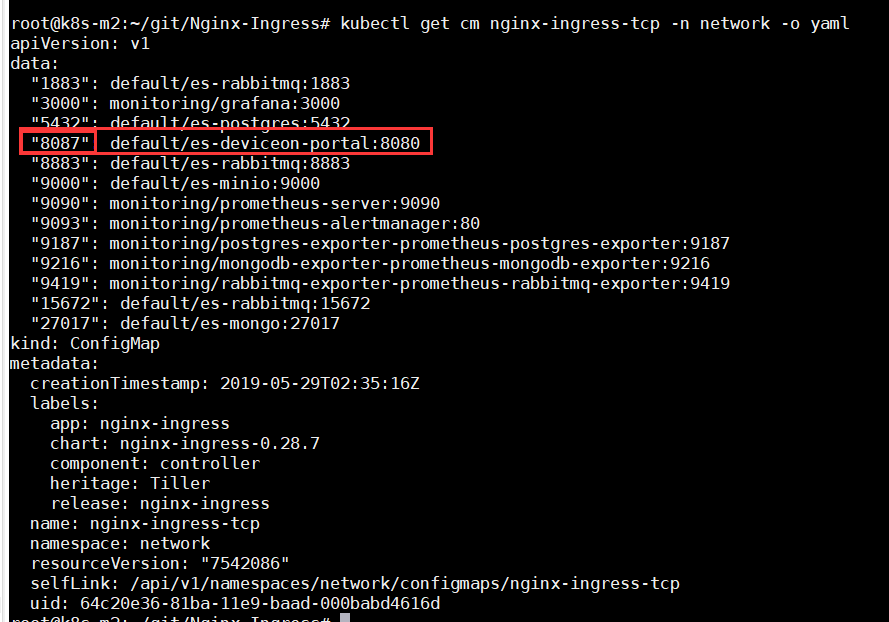 root@k8s-m2:~/git/Nginx-Ingress# kubectl get cm nginx-ingress-tcp -n network -o yaml
apiVersion: v1
data:
  "1883": default/es-rabbitmq:1883
  "3000": monitoring/grafana:3000
  "5432": default/es-postgres:5432
  "8087"  default/es-deviceon-portal:8080
  "8883": default/es-rabbitmq:8883
  "9000": default/es-minio:9000
  "9090": monitoring/prometheus-server:9090
  "9093": monitoring/prometheus-alertmanager:80
  "9187": monitoring/postgres-exporter-prometheus-postgres-exporter:9187
  "9216": monitoring/mongodb-exporter-prometheus-mongodb-exporter:9216
  "9419": monitoring/rabbitmq-exporter-prometheus-rabbitmq-exporter:9419
  "15672": default/es-rabbitmq:15672
  "27017": default/es-mongo:27017
kind: ConfigMap
metadata:
  creationTimestamp: 2019-05-29T02:35:16Z
  labels:
    app: nginx-ingress
    chart: nginx-ingress-0.28.7
    component: controller
    heritage: Tiller
    release: nginx-ingress
  name: nginx-ingress-tcp
  namespace: network
  resourceVersion: "7542086"
  selfLink: /api/v1/namespaces/network/configmaps/nginx-ingress-tcp
  uid: 64c20e36-81ba-11e9-baad-000babd4616d
root@k8s-m2:~/git/Nginx-Ingress#